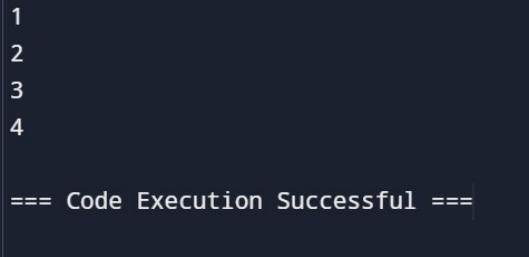 1
2
3
4
=== Code Execution Successful ===